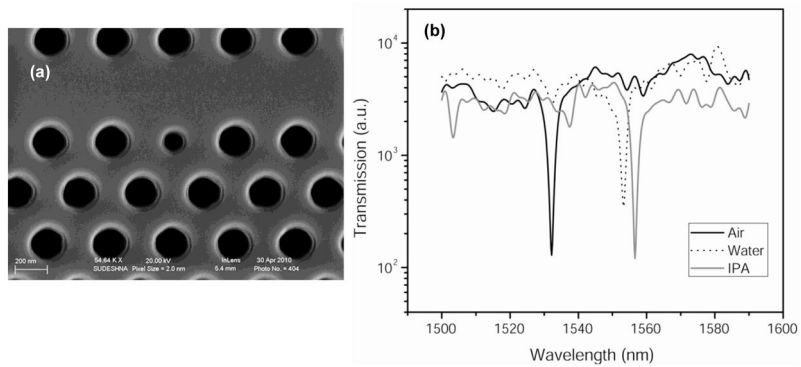 (a)
200 nm
54.64 K X 20.00 kV InLens 30 Apr 2010
SUDESHNA Pixel Size = 2.0 nm 5.4 mm Photo No. = 404
(b)
Transmission (a.u.)
10⁴
10³
10²
Air
Water
IPA
1500 1520 1540 1560 1580 1600
Wavelength (nm)